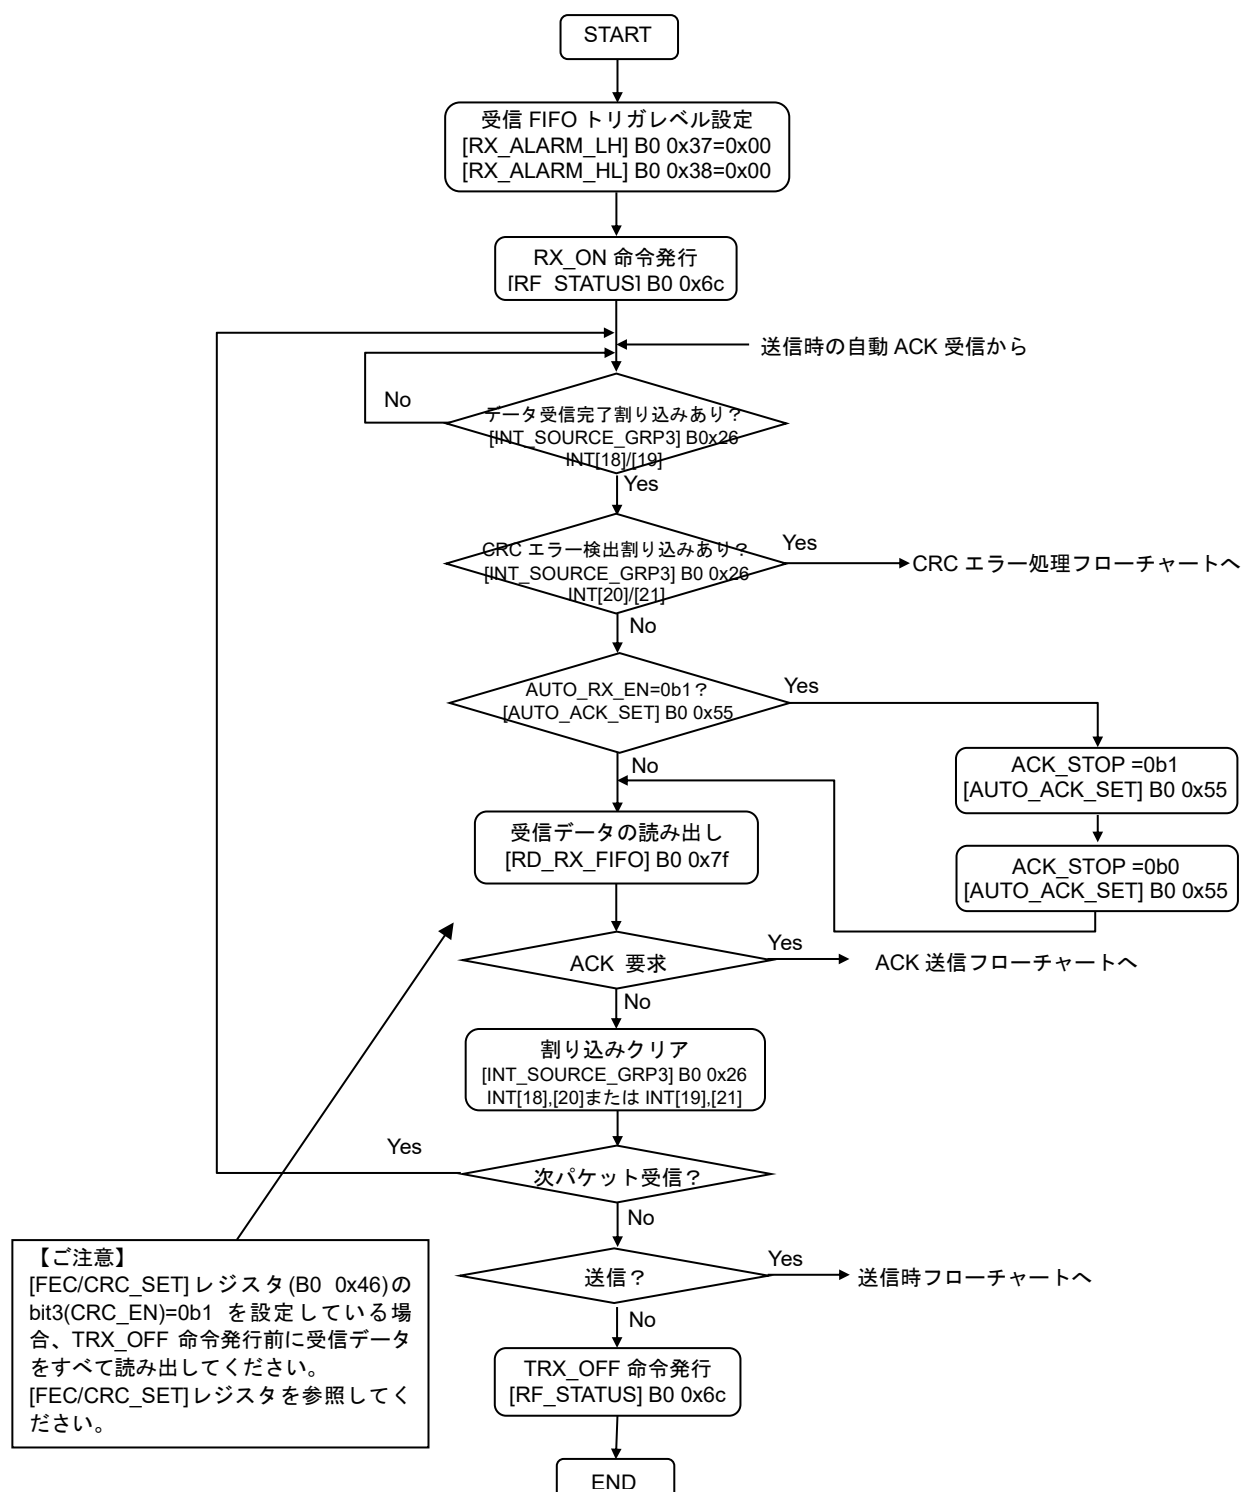 START
受信 FIFO トリガレベル設定
[RX_ALARM_LH] B0 0x37=0x00
[RX_ALARM_HL] B0 0x38=0x00
RX_ON 命令発行
[RF_STATUS] B0 0x6c
送信時の自動 ACK 受信から
No
データ受信完了割り込みあり？
[INT_SOURCE_GRP3] B0x26
INT[18]/[19]
Yes
CRC エラー検出割り込みあり？
[INT_SOURCE_GRP3] B0 0x26
INT[20]/[21]
Yes
CRC エラー処理フローチャートへ
No
AUTO_RX_EN=0b1？
[AUTO_ACK_SET] B0 0x55
Yes
ACK_STOP =0b1
[AUTO_ACK_SET] B0 0x55
No
受信データの読み出し
[RD_RX_FIFO] B0 0x7f
ACK_STOP =0b0
[AUTO_ACK_SET] B0 0x55
ACK 要求
Yes
ACK 送信フローチャートへ
No
割り込みクリア
[INT_SOURCE_GRP3] B0 0x26
INT[18],[20]または INT[19],[21]
Yes
次パケット受信？
No
【ご注意】
[FEC/CRC_SET]レジスタ(B0 0x46)の
bit3(CRC_EN)=0b1 を設定している場
合、TRX_OFF 命令発行前に受信データ
をすべて読み出してください。
[FEC/CRC_SET]レジスタを参照してく
ださい。
送信？
Yes
送信時フローチャートへ
No
TRX_OFF 命令発行
[RF_STATUS] B0 0x6c
END